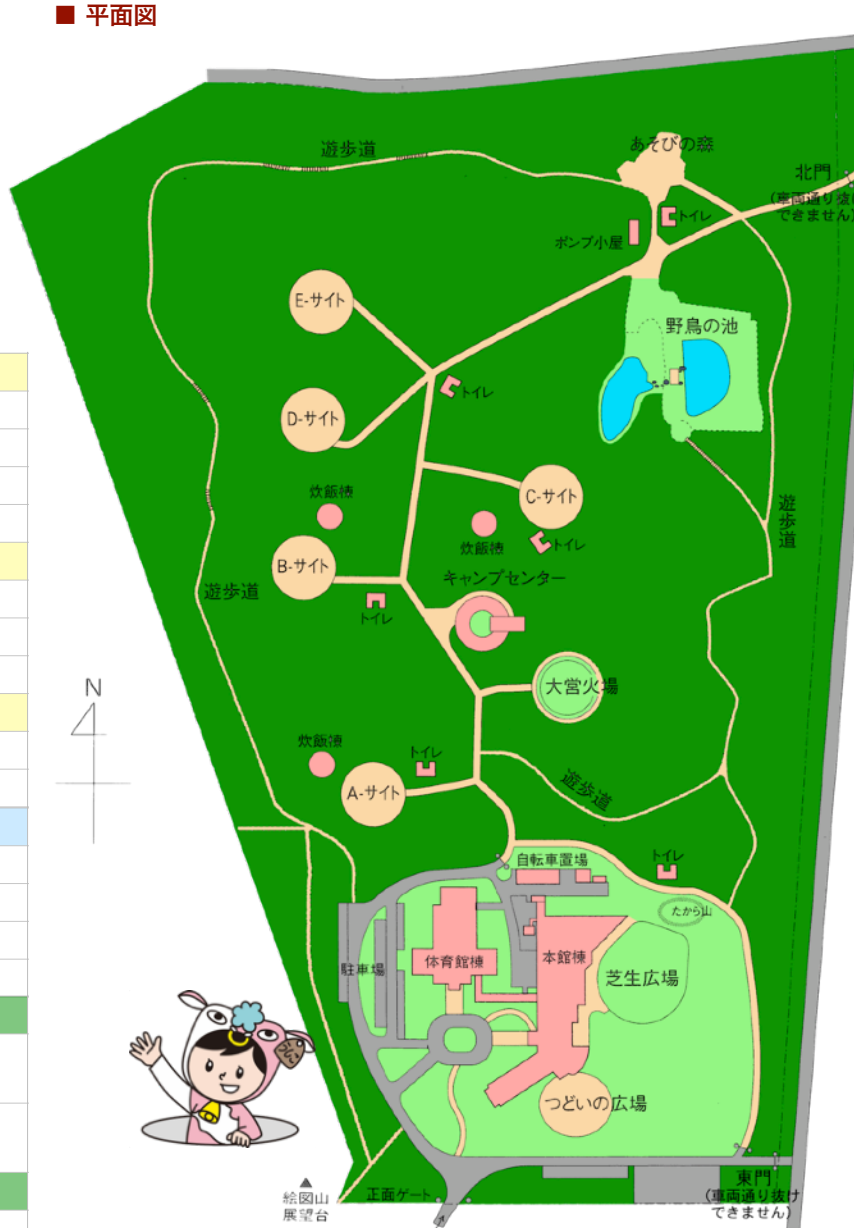 ■ 平面図
遊歩道
あそびの森
北門
(車両通り抜け
できません)
トイレ
ポンプ小屋
E-サイト
野鳥の池
トイレ
D-サイト
炊飯棟
C-サイト
遊歩道
炊飯棟
トイレ
B-サイト
キャンプセンター
遊歩道
トイレ
大営火場
N
炊飯棟
トイレ
A-サイト
遊歩道
自転車置場
トイレ
たから山
駐車場
体育館棟
本館棟
芝生広場
つどいの広場
東門
(車両通り抜け
できません)
▲
絵図山
展望台
正面ゲート